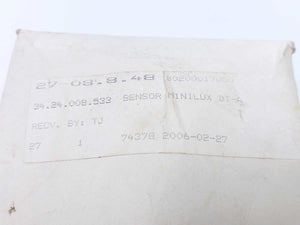 27 08.8.48
34.24.008.533 SENSOR MINILUX DT
RECV. BY: TJ
27 1 74378 2006-02-27